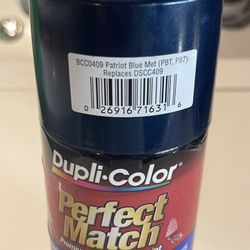 BCC0409 Patriot Blue Met (PBT, PB7)
Replaces DSCC409
0 26916 71631 6
Dupli-Color
Perfect
Match